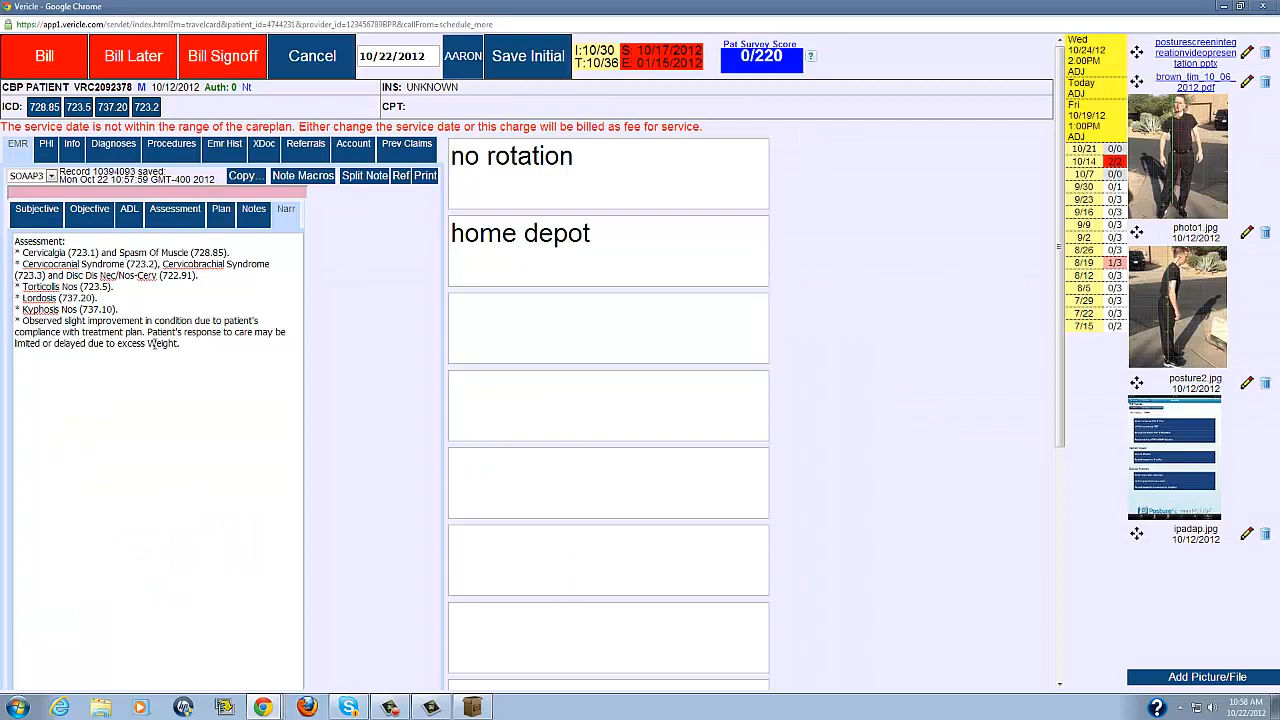 Vericle - Google Chrome
https://app1.vericle.com/servlet/index.html?m=travelcard&patient_id=4744231&provider_id=123456789BPR&callFrom=schedule_more
Bill
Bill Later
Bill Signoff
Cancel
10/22/2012
AARON
Save Initial
I:10/30
T:10/36
S: 10/17/2012
E: 01/15/2012
Pat Survey Score
0/220
?
CBP PATIENT VRC2092378 M 10/12/2012 Auth: 0 Nt
INS: UNKNOWN
ICD: 728.85 723.5 737.20 723.2
CPT:
The service date is not within the range of the careplan. Either change the service date or this charge will be billed as fee for service.
EMR PHI Info Diagnoses Procedures Emr Hist XDoc Referrals Account Prev Claims
SOAAP3
Record 10394093 saved:
Mon Oct 22 10:57:59 GMT-400 2012
Copy... Note Macros Split Note Ref Print
Subjective Objective ADL Assessment Plan Notes Narr
Assessment:
* Cervicalgia (723.1) and Spasm Of Muscle (728.85).
* Cervicocranial Syndrome (723.2), Cervicobrachial Syndrome
(723.3) and Disc Dis Nec/Nos-Cerv (722.91).
* Torticolis Nos (723.5).
* Lordosis (737.20).
* Kyphosis Nos (737.10).
* Observed slight improvement in condition due to patient's
compliance with treatment plan. Patient's response to care may be
limited or delayed due to excess Weight.
no rotation
home depot
Wed
10/24/12
2:00PM
ADJ
Today
ADJ
Fri
10/19/12
1:00PM
ADJ
10/21 0/0
10/14 2/2
10/7 0/0
9/30 0/1
9/23 0/3
9/16 0/3
9/9 0/3
9/2 0/3
8/26 0/3
8/19 1/3
8/12 0/3
8/5 0/3
7/29 0/3
7/22 0/3
7/15 0/2
posturescreeninteg
reationvideopresen
tation.pptx
brown_tim_10_06_
2012.pdf
photo1.jpg
10/12/2012
posture2.jpg
10/12/2012
PostureScreenMobile
ipadap.jpg
10/12/2012
Add Picture/File
?
10:58 AM
10/22/2012